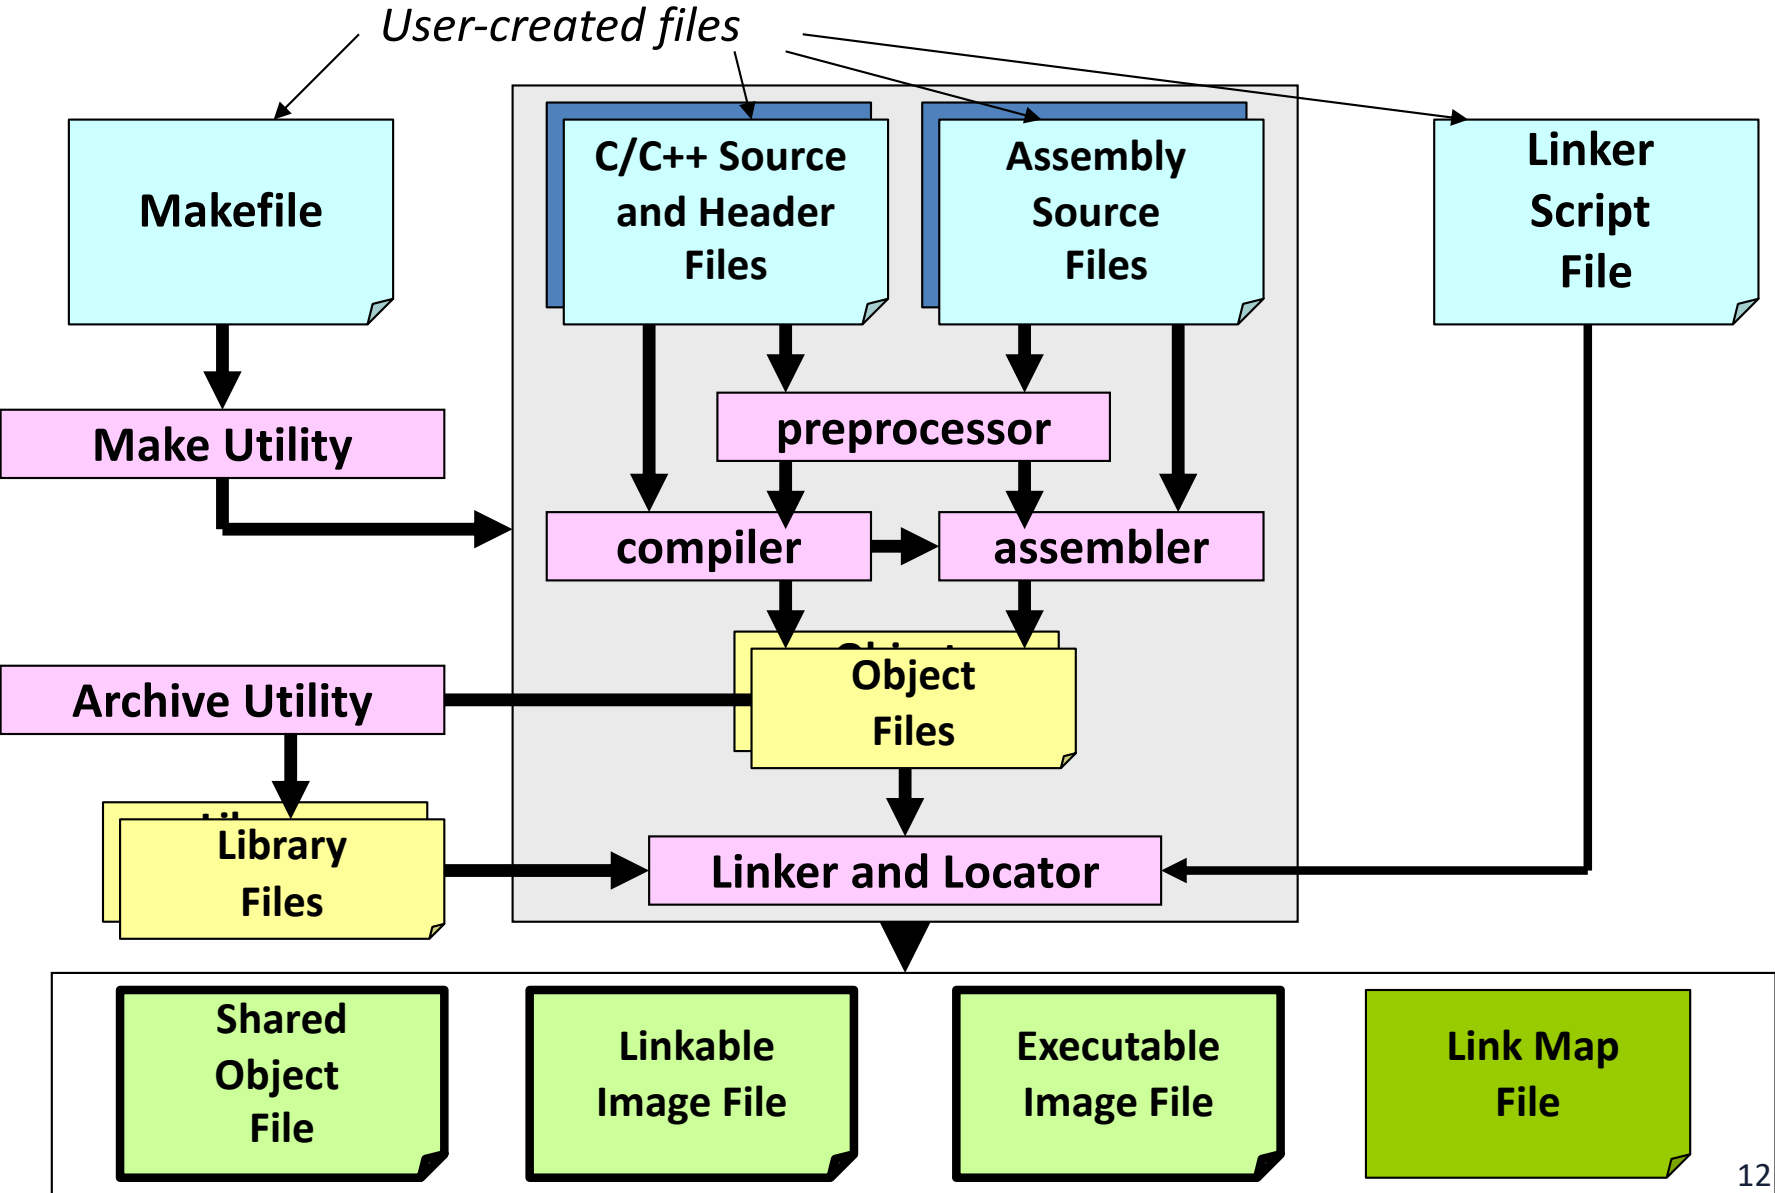 User-created files
Makefile
C/C++ Source
and Header
Files
Assembly
Source
Files
Linker
Script
File
preprocessor
Make Utility
compiler
assembler
Object
Files
Archive Utility
Library
Files
Linker and Locator
Shared
Object
File
Linkable
Image File
Executable
Image File
Link Map
File
12